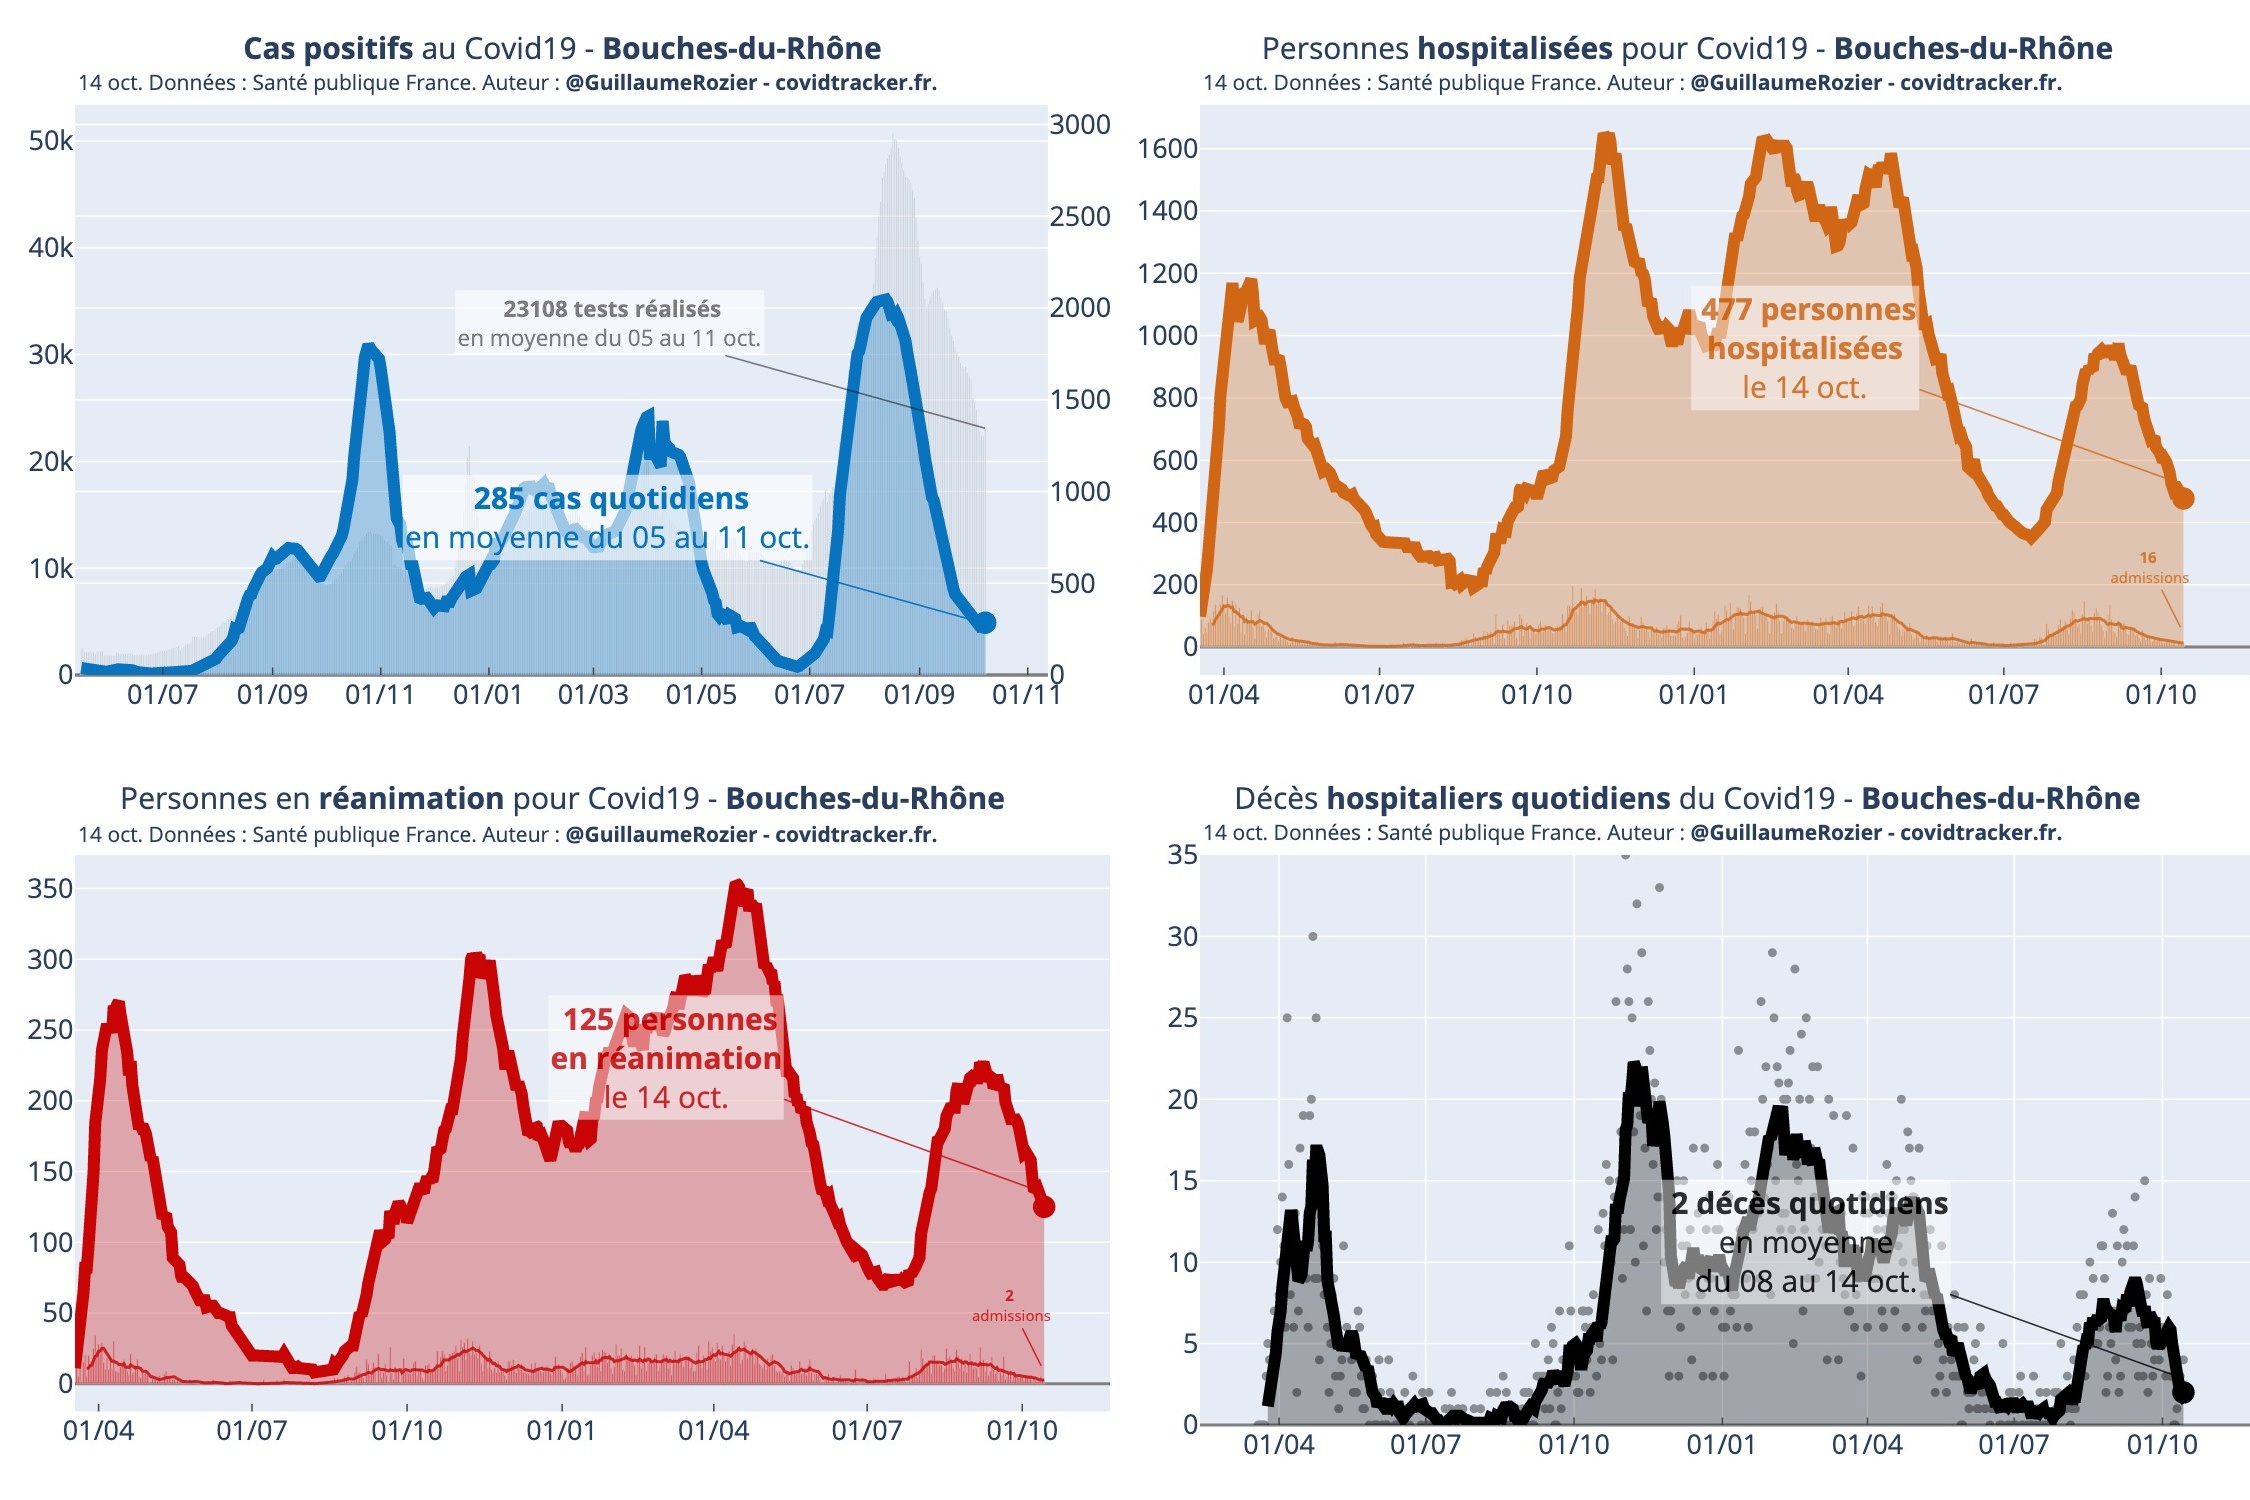 Cas positifs au Covid19 - Bouches-du-Rhône
14 oct. Données : Santé publique France. Auteur : @GuillaumeRozier - covidtracker.fr.
50k
40k
30k
20k
10k
0
3000
2500
2000
1500
1000
500
0
23108 tests réalisés
en moyenne du 05 au 11 oct.
285 cas quotidiens
en moyenne du 05 au 11 oct.
01/07 01/09 01/11 01/01 01/03 01/05 01/07 01/09 01/11
Personnes hospitalisées pour Covid19 - Bouches-du-Rhône
14 oct. Données : Santé publique France. Auteur : @GuillaumeRozier - covidtracker.fr.
1600
1400
1200
1000
800
600
400
200
0
477 personnes
hospitalisées
le 14 oct.
16
admissions
01/04 01/07 01/10 01/01 01/04 01/07 01/10
Personnes en réanimation pour Covid19 - Bouches-du-Rhône
14 oct. Données : Santé publique France. Auteur : @GuillaumeRozier - covidtracker.fr.
350
300
250
200
150
100
50
0
125 personnes
en réanimation
le 14 oct.
2
admissions
01/04 01/07 01/10 01/01 01/04 01/07 01/10
Décès hospitaliers quotidiens du Covid19 - Bouches-du-Rhône
14 oct. Données : Santé publique France. Auteur : @GuillaumeRozier - covidtracker.fr.
35
30
25
20
15
10
5
0
2 décès quotidiens
en moyenne
du 08 au 14 oct.
01/04 01/07 01/10 01/01 01/04 01/07 01/10